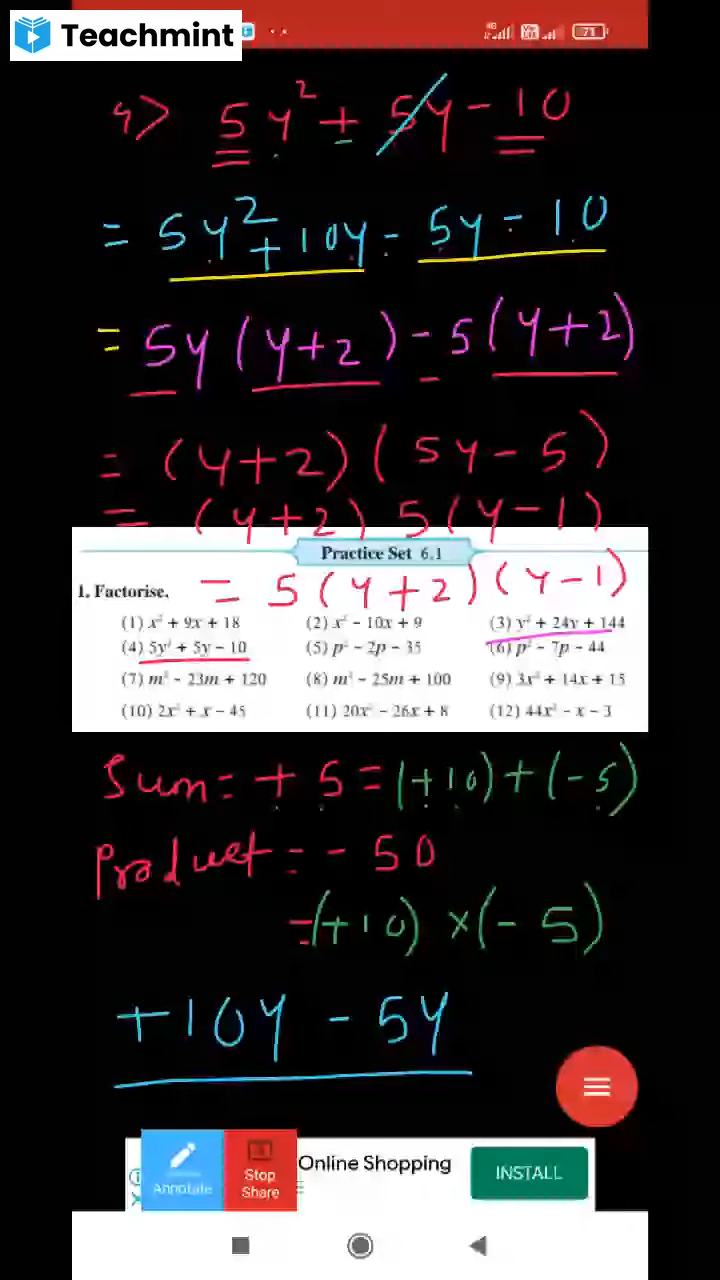 Teachmint
71
4> 5y² + 5y - 10
= 5y² + 10y - 5y - 10
= 5y (y+2) - 5 (y+2)
= (y+2) (5y - 5)
= (y+2) 5 (y-1)
Practice Set 6.1
1. Factorise. = 5 (y+2) (y-1)
(1) x² + 9x + 18 (2) x² - 10x + 9 (3) y² + 24y + 144
(4) 5y² + 5y - 10 (5) p² - 2p - 35 (6) p² - 7p - 44
(7) m² - 23m + 120 (8) m² - 25m + 100 (9) 3x² + 14x + 15
(10) 2x² + x - 45 (11) 20x² - 26x + 8 (12) 44x² - x - 3
Sum = + 5 = (+10) + (-5)
Product = - 50
= (+10) × (- 5)
+10y - 5y
Annotate
Stop Share
Online Shopping
INSTALL